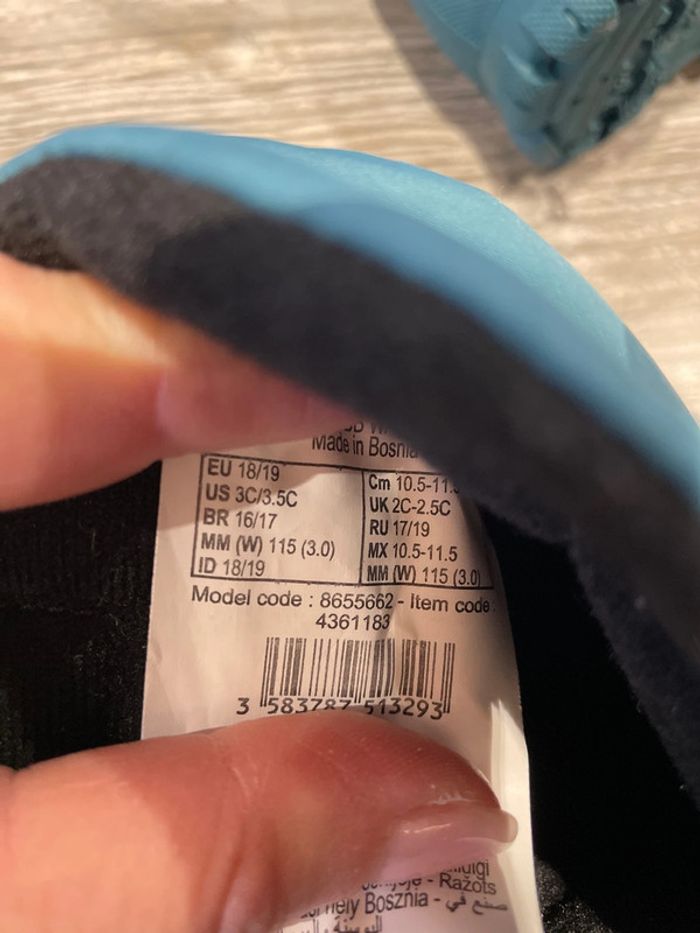 Made in Bosnia
EU 18/19
US 3C/3.5C
BR 16/17
MM (W) 115 (3.0)
ID 18/19
Cm 10.5-11.
UK 2C-2.5C
RU 17/19
MX 10.5-11.5
MM (W) 115 (3.0)
Model code : 8655662 - Item code :
4361183
3 583787 513293
- Ražots
Bosznia - صنع في